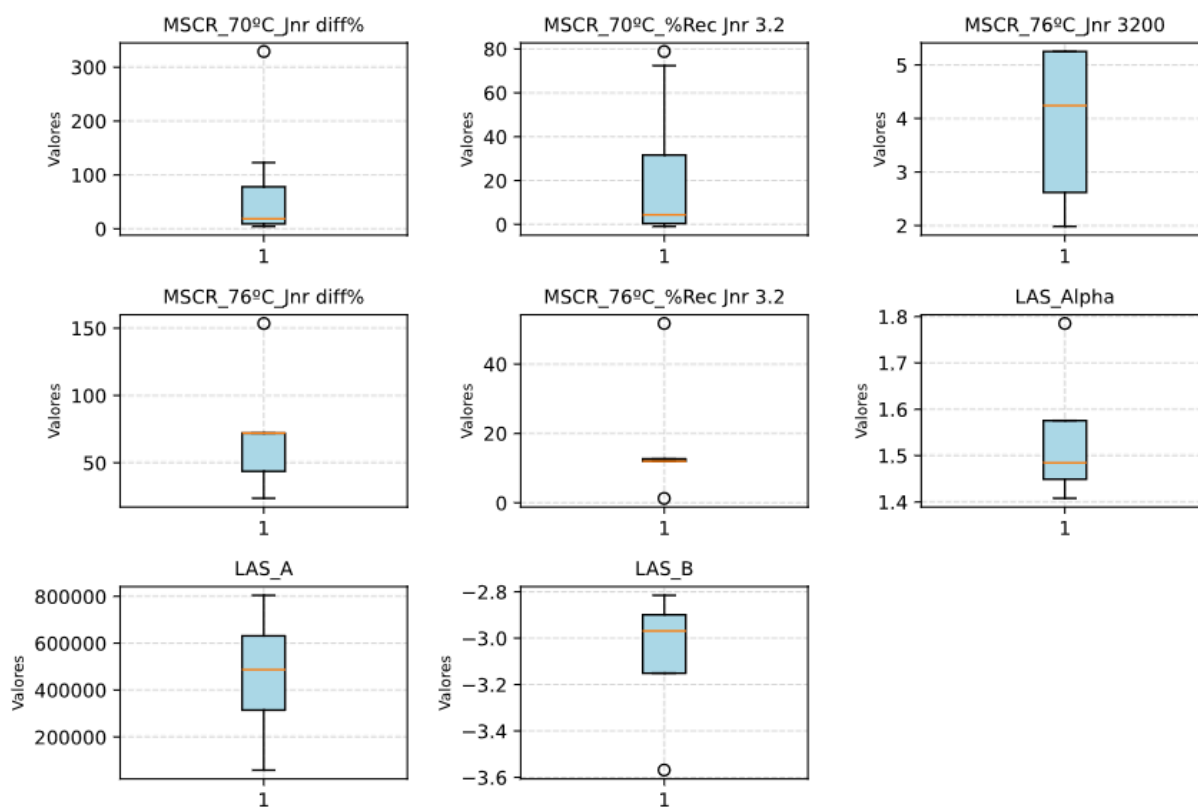 MSCR_70ºC_Jnr diff%
Valores
300
200
100
0
1
MSCR_70ºC_%Rec Jnr 3.2
Valores
80
60
40
20
0
1
MSCR_76ºC_Jnr 3200
Valores
5
4
3
2
1
MSCR_76ºC_Jnr diff%
Valores
150
100
50
1
MSCR_76ºC_%Rec Jnr 3.2
Valores
40
20
0
1
LAS_Alpha
Valores
1.8
1.7
1.6
1.5
1.4
1
LAS_A
Valores
800000
600000
400000
200000
1
LAS_B
Valores
−2.8
−3.0
−3.2
−3.4
−3.6
1